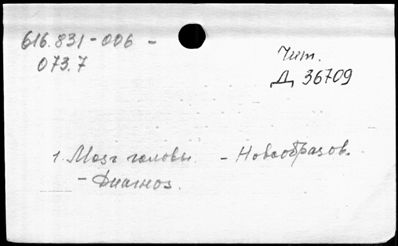 616.831-006 -
073.7
Чит.
Д 36709
1. Мозг головы - Новообразов.
- Диагноз.